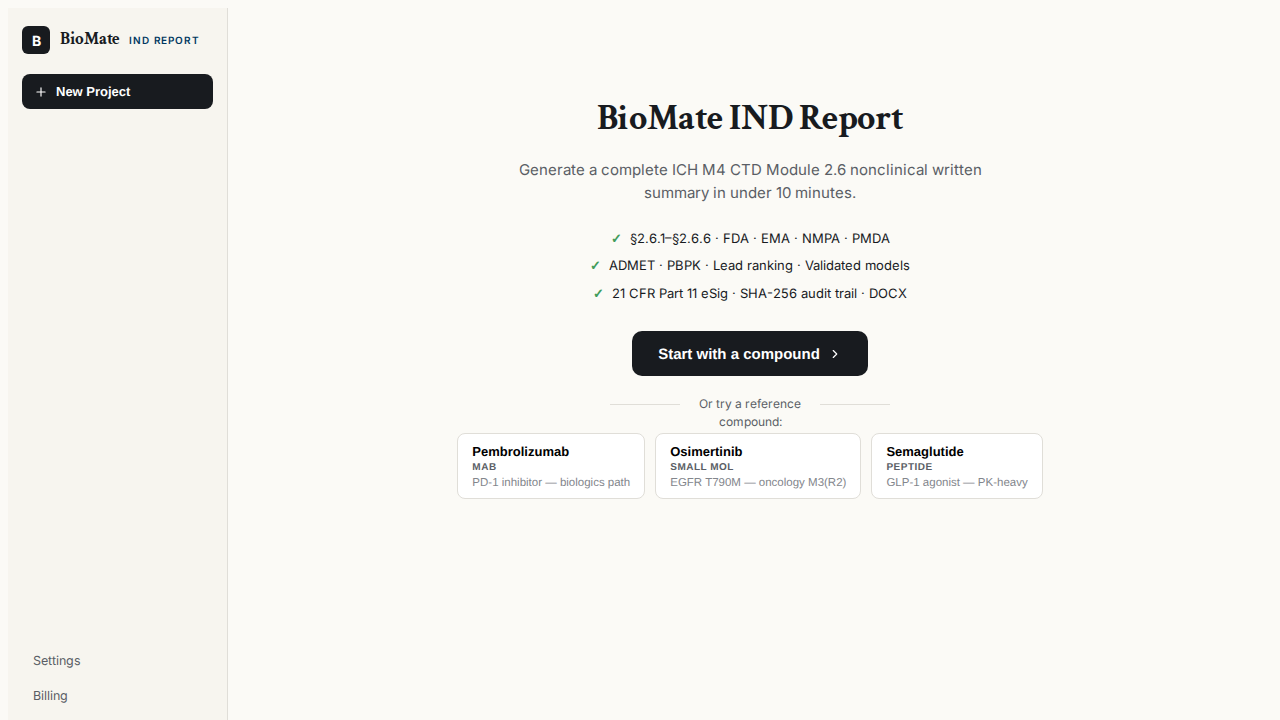 B BioMate IND REPORT
+ New Project
Settings
Billing
BioMate IND Report
Generate a complete ICH M4 CTD Module 2.6 nonclinical written
summary in under 10 minutes.
✓ §2.6.1–§2.6.6 · FDA · EMA · NMPA · PMDA
✓ ADMET · PBPK · Lead ranking · Validated models
✓ 21 CFR Part 11 eSig · SHA-256 audit trail · DOCX
Start with a compound ›
Or try a reference
compound:
Pembrolizumab
MAB
PD-1 inhibitor — biologics path
Osimertinib
SMALL MOL
EGFR T790M — oncology M3(R2)
Semaglutide
PEPTIDE
GLP-1 agonist — PK-heavy